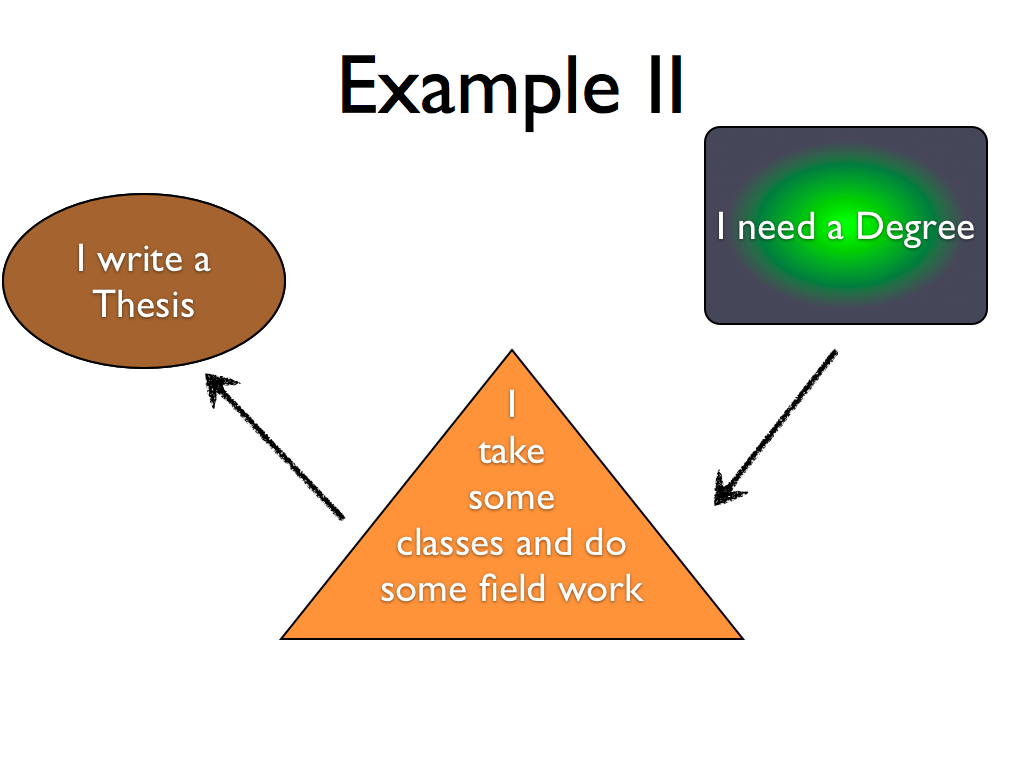 Example II
I need a Degree
I write a
Thesis
I
take
some
classes and do
some field work